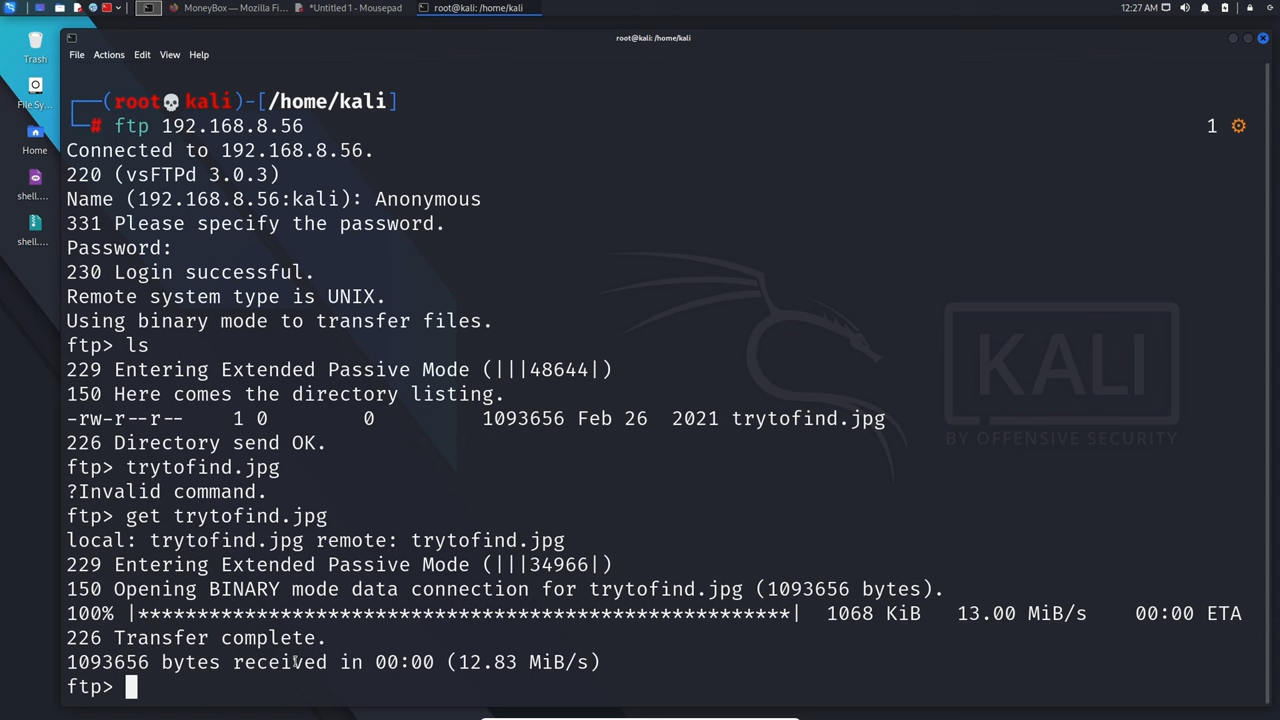 MoneyBox — Mozilla Fi...
*Untitled 1 - Mousepad
root@kali: /home/kali
12:27 AM
root@kali: /home/kali
File Actions Edit View Help
Trash
File Sy...
Home
shell....
shell....
┌──(root💀kali)-[/home/kali]
└─# ftp 192.168.8.56
1
Connected to 192.168.8.56.
220 (vsFTPd 3.0.3)
Name (192.168.8.56:kali): Anonymous
331 Please specify the password.
Password:
230 Login successful.
Remote system type is UNIX.
Using binary mode to transfer files.
ftp> ls
229 Entering Extended Passive Mode (|||48644|)
150 Here comes the directory listing.
-rw-r--r--    1 0        0         1093656 Feb 26  2021 trytofind.jpg
226 Directory send OK.
ftp> trytofind.jpg
?Invalid command.
ftp> get trytofind.jpg
local: trytofind.jpg remote: trytofind.jpg
229 Entering Extended Passive Mode (|||34966|)
150 Opening BINARY mode data connection for trytofind.jpg (1093656 bytes).
100% |*******************************************************| 1068 KiB   13.00 MiB/s    00:00 ETA
226 Transfer complete.
1093656 bytes received in 00:00 (12.83 MiB/s)
ftp>
KALI
BY OFFENSIVE SECURITY